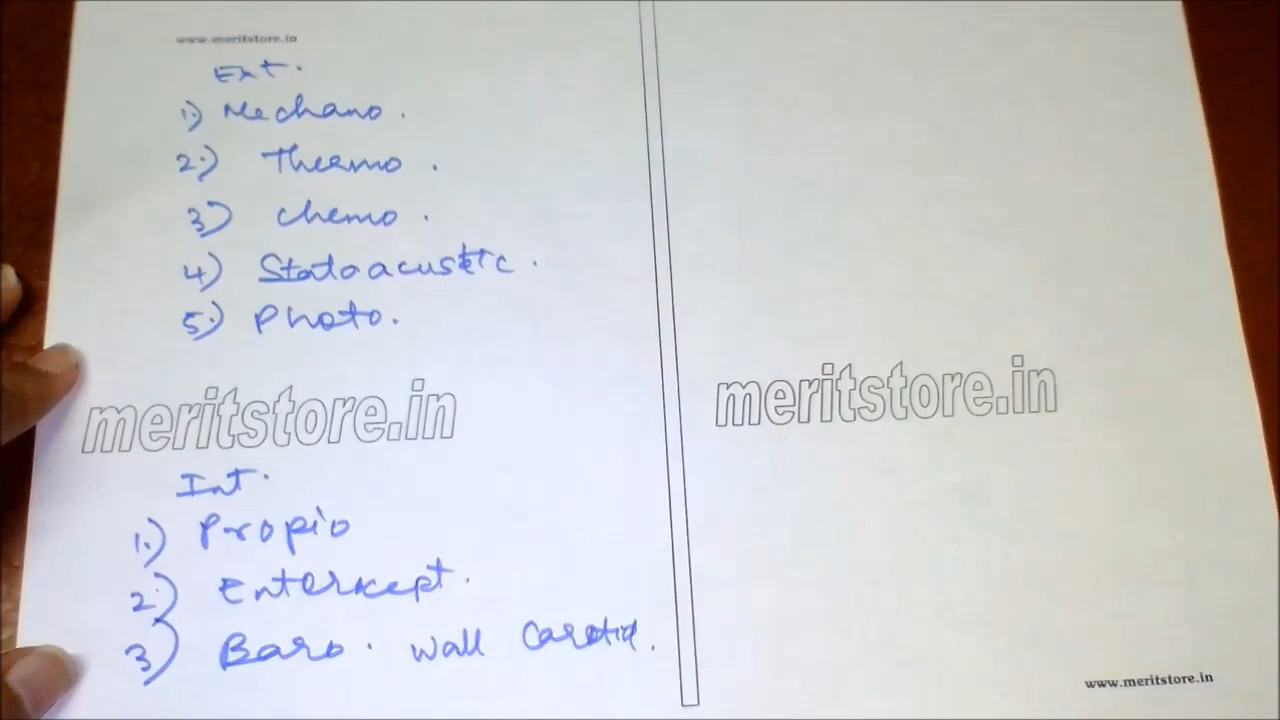 www.meritstore.in
Ext.
1.) Mechano.
2.) Thermo.
3) Chemo.
4) Statoacustic.
5.) Photo.
meritstore.in
Int.
1.) Propio
2.) Enterkept.
3) Baro. Wall Carotid.
meritstore.in
www.meritstore.in